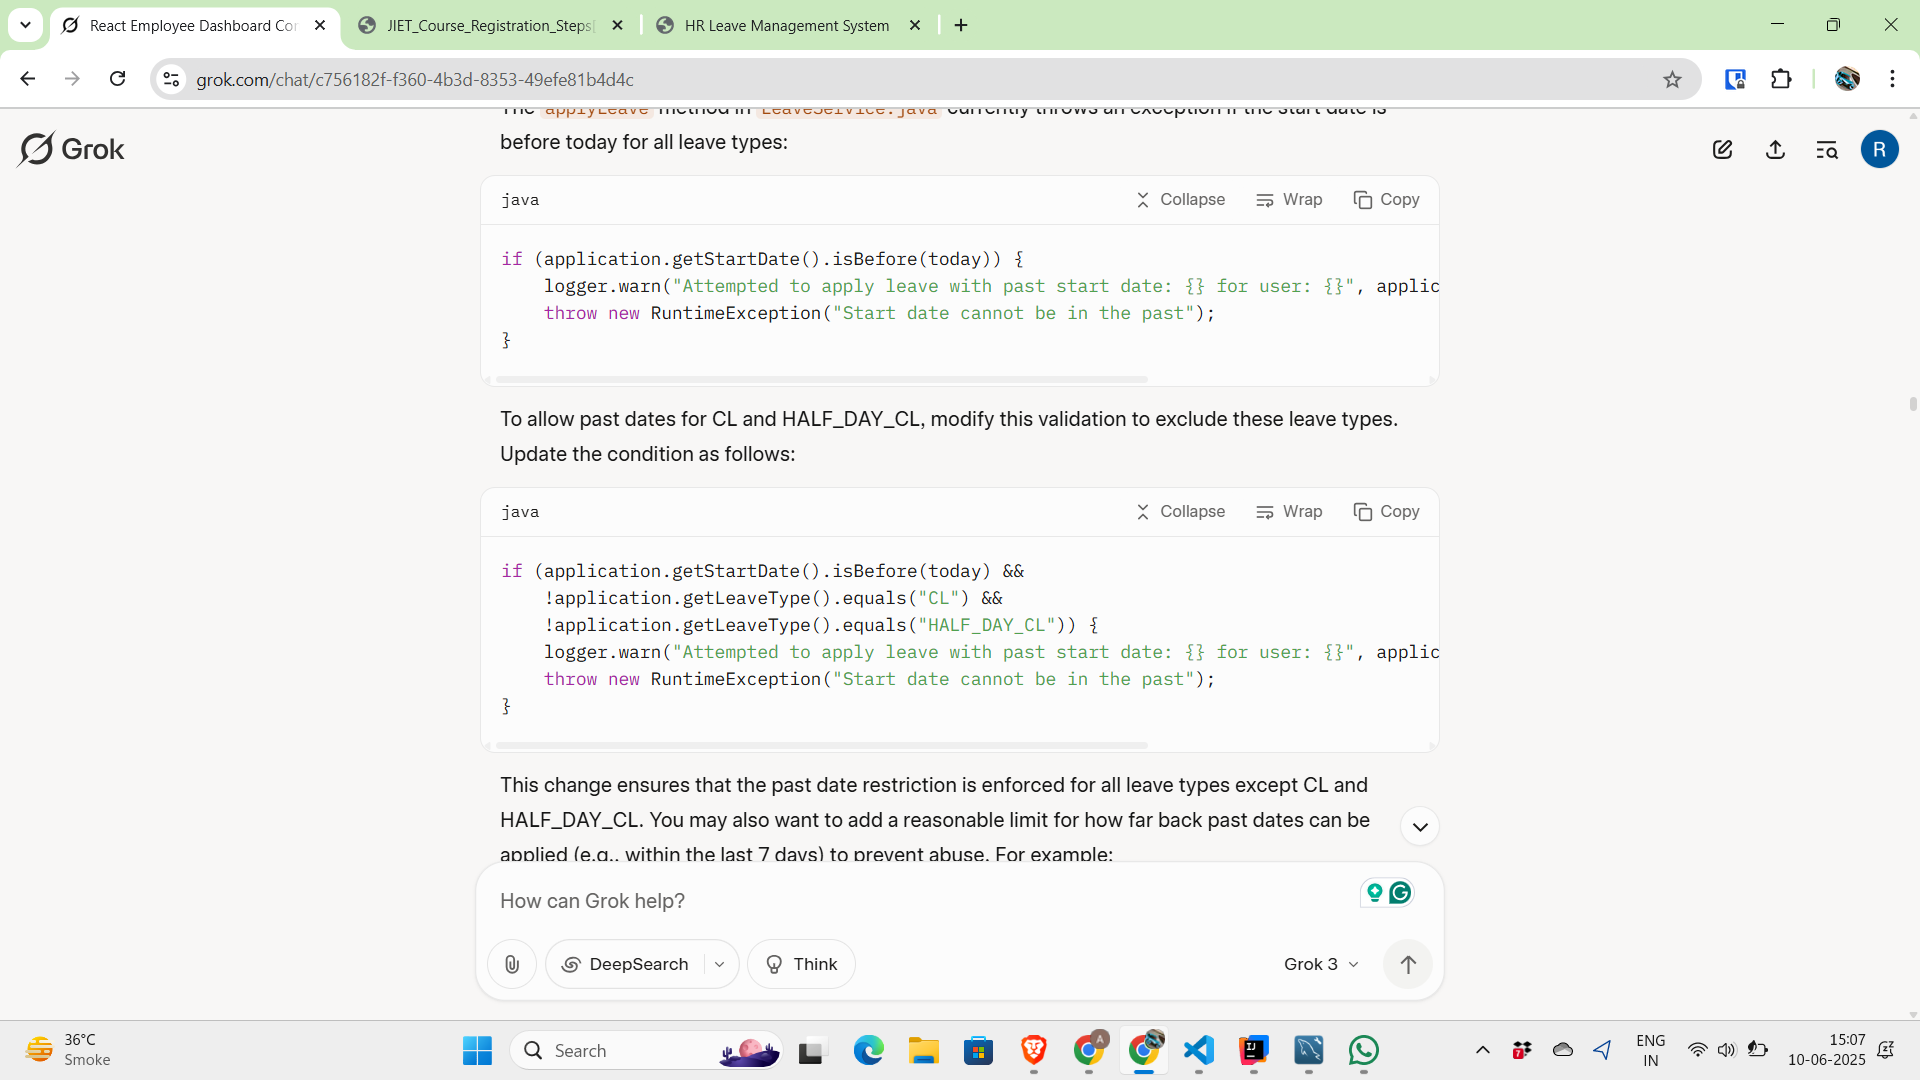 React Employee Dashboard Cor
JIET_Course_Registration_Steps
HR Leave Management System
grok.com/chat/c756182f-f360-4b3d-8353-49efe81b4d4c
Grok
R
The applyLeave method in LeaveService.java currently throws an exception if the start date is
before today for all leave types:
java
Collapse
Wrap
Copy
if (application.getStartDate().isBefore(today)) {
logger.warn("Attempted to apply leave with past start date: {} for user: {}", applic
throw new RuntimeException("Start date cannot be in the past");
}
To allow past dates for CL and HALF_DAY_CL, modify this validation to exclude these leave types.
Update the condition as follows:
java
Collapse
Wrap
Copy
if (application.getStartDate().isBefore(today) &&
!application.getLeaveType().equals("CL") &&
!application.getLeaveType().equals("HALF_DAY_CL")) {
logger.warn("Attempted to apply leave with past start date: {} for user: {}", applic
throw new RuntimeException("Start date cannot be in the past");
}
This change ensures that the past date restriction is enforced for all leave types except CL and
HALF_DAY_CL. You may also want to add a reasonable limit for how far back past dates can be
applied (e.g., within the last 7 days) to prevent abuse. For example:
How can Grok help?
DeepSearch
Think
Grok 3
36°C
Smoke
Search
A
7
ENG
IN
15:07
10-06-2025